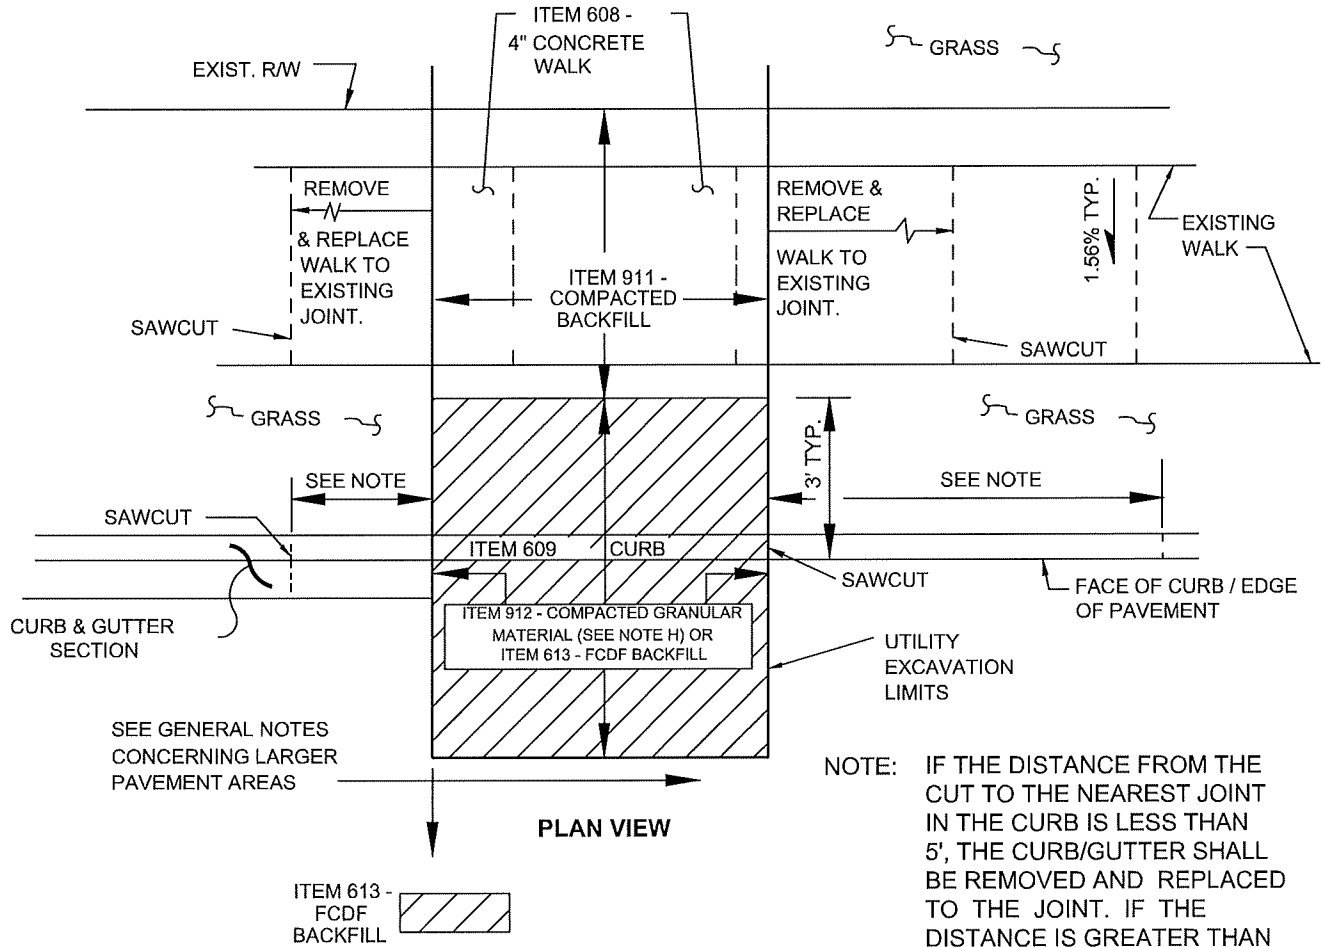 ITEM 608 -
4" CONCRETE
WALK
GRASS
EXIST. R/W
REMOVE
& REPLACE
WALK TO
EXISTING
JOINT.
REMOVE &
REPLACE
WALK TO
EXISTING
JOINT.
1.56% TYP.
EXISTING
WALK
ITEM 911 -
COMPACTED
BACKFILL
SAWCUT
SAWCUT
GRASS
GRASS
3' TYP.
SEE NOTE
SEE NOTE
SAWCUT
ITEM 609 CURB
SAWCUT
FACE OF CURB / EDGE
OF PAVEMENT
CURB & GUTTER
SECTION
ITEM 912 - COMPACTED GRANULAR
MATERIAL (SEE NOTE H) OR
ITEM 613 - FCDF BACKFILL
UTILITY
EXCAVATION
LIMITS
SEE GENERAL NOTES
CONCERNING LARGER
PAVEMENT AREAS
PLAN VIEW
NOTE: IF THE DISTANCE FROM THE
CUT TO THE NEAREST JOINT
IN THE CURB IS LESS THAN
5', THE CURB/GUTTER SHALL
BE REMOVED AND REPLACED
TO THE JOINT. IF THE
DISTANCE IS GREATER THAN
ITEM 613 -
FCDF
BACKFILL